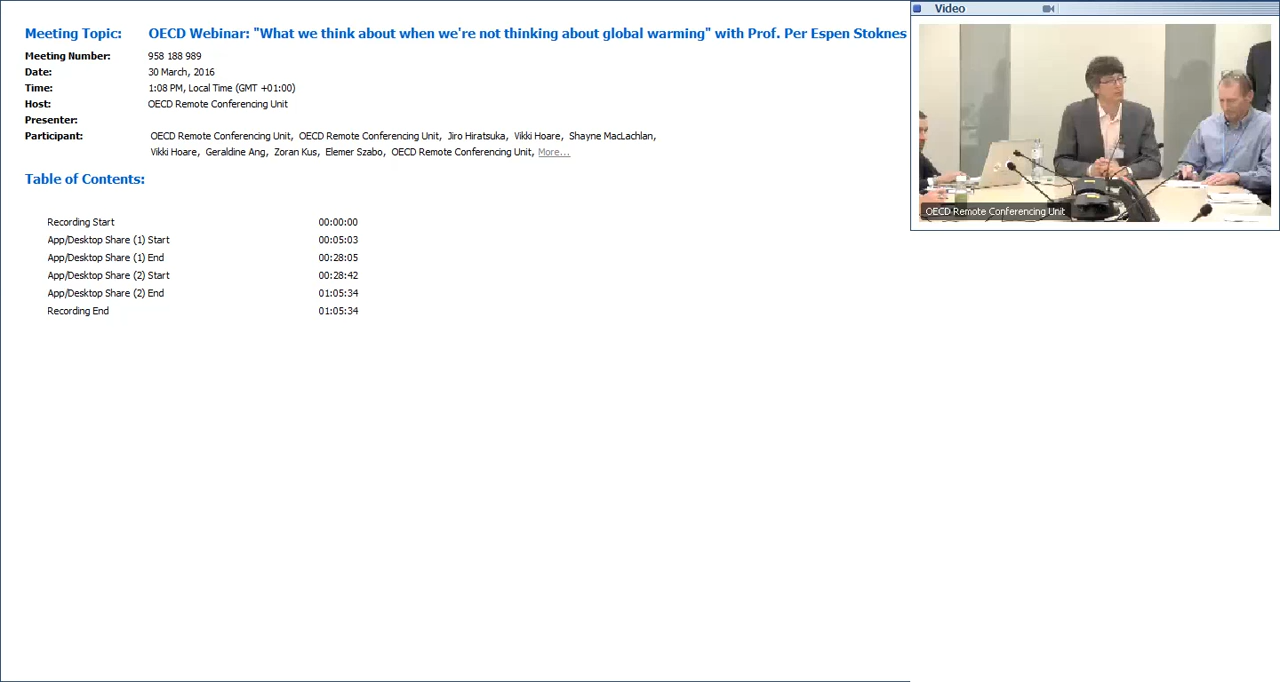 Meeting Topic: OECD Webinar: "What we think about when we're not thinking about global warming" with Prof. Per Espen Stoknes
Meeting Number: 958 188 989
Date: 30 March, 2016
Time: 1:08 PM, Local Time (GMT +01:00)
Host: OECD Remote Conferencing Unit
Presenter:
Participant: OECD Remote Conferencing Unit, OECD Remote Conferencing Unit, Jiro Hiratsuka, Vikki Hoare, Shayne MacLachlan,
Vikki Hoare, Geraldine Ang, Zoran Kus, Elemer Szabo, OECD Remote Conferencing Unit, More...
Table of Contents:
Recording Start 00:00:00
App/Desktop Share (1) Start 00:05:03
App/Desktop Share (1) End 00:28:05
App/Desktop Share (2) Start 00:28:42
App/Desktop Share (2) End 01:05:34
Recording End 01:05:34
Video
OECD Remote Conferencing Unit